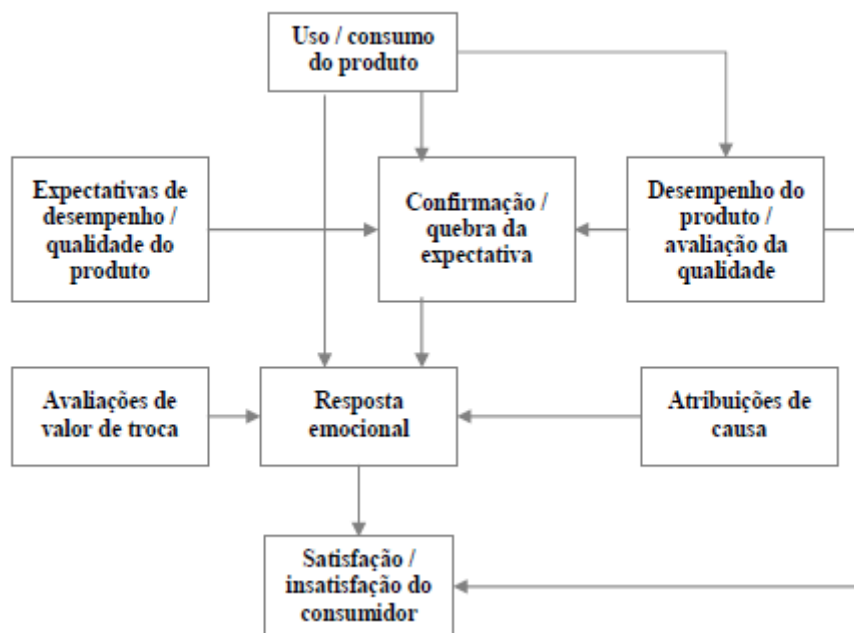 Uso / consumo
do produto
Expectativas de
desempenho /
qualidade do
produto
Confirmação /
quebra da
expectativa
Desempenho do
produto /
avaliação da
qualidade
Avaliações de
valor de troca
Resposta
emocional
Atribuições de
causa
Satisfação /
insatisfação do
consumidor